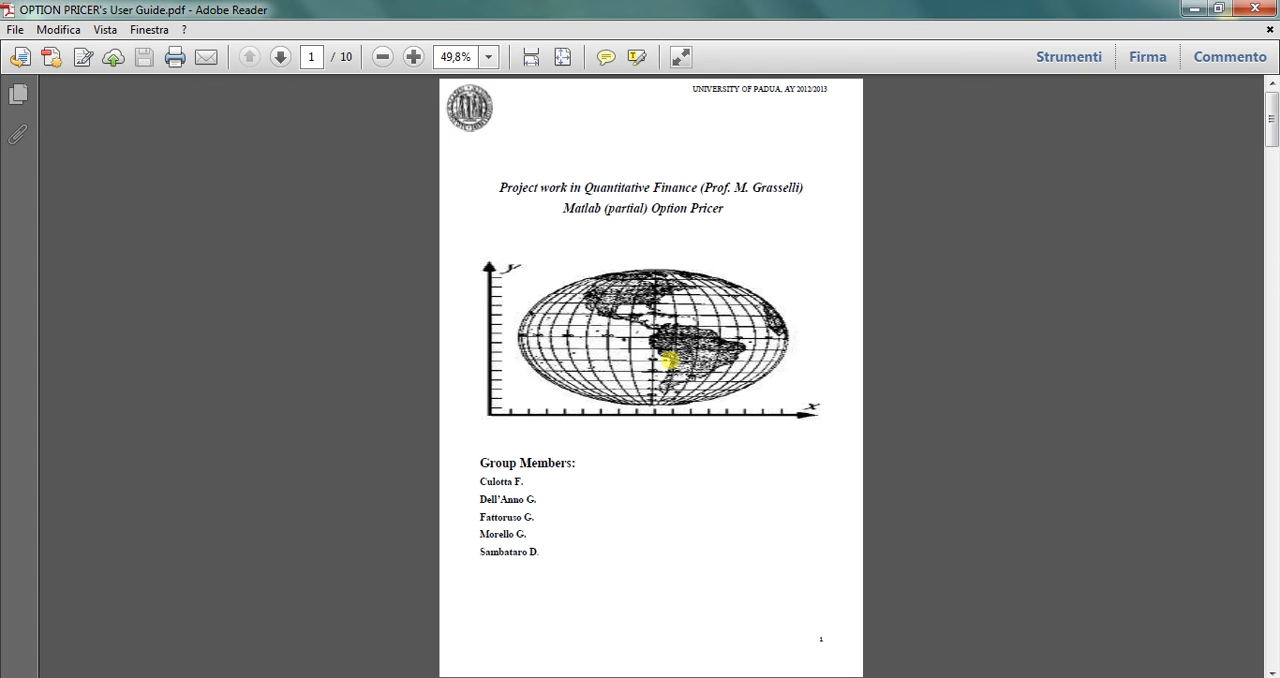 OPTION PRICER's User Guide.pdf - Adobe Reader
File Modifica Vista Finestra ?
1 / 10 49,8% Strumenti Firma Commento
UNIVERSITY OF PADUA, AY 2012/2013
Project work in Quantitative Finance (Prof. M. Grasselli)
Matlab (partial) Option Pricer
y
x
Group Members:
Culotta F.
Dell'Anno G.
Fattoruso G.
Morello G.
Sambataro D.
1